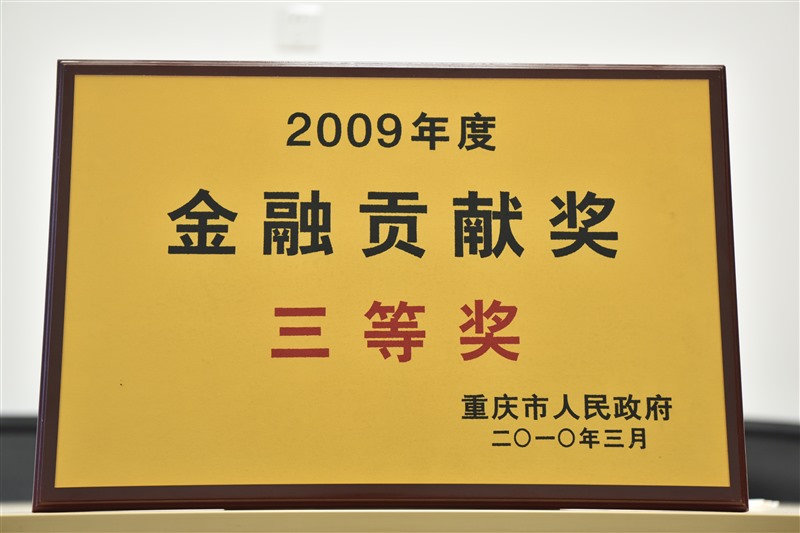 2009年度
金融贡献奖
三等奖
重庆市人民政府
二〇一〇年三月